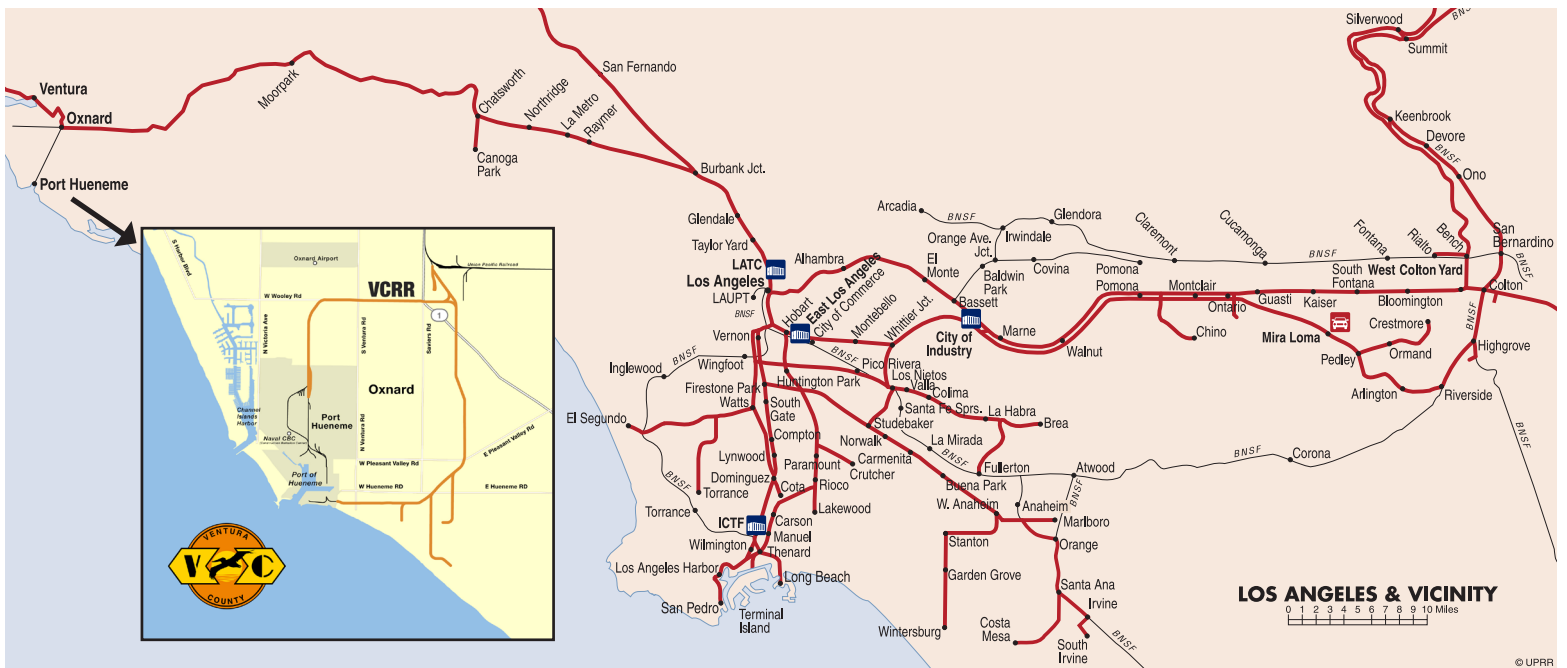 Silverwood
BNSF
Summit
San Fernando
Ventura
Moorpark
Chatsworth
Northridge
La Metro
Raymer
Oxnard
Keenbrook
Devore
BNSF
Canoga
Park
Burbank Jct.
Ono
Port Hueneme
Arcadia
BNSF
Glendora
Glendale
Orange Ave.
Jct.
Irwindale
Claremont
Cucamonga
Fontana
Rialto
Bench
San
Bernardino
Taylor Yard
Alhambra
El
Monte
Baldwin
Park
Covina
Pomona
BNSF
West Colton Yard
BNSF
LATC
Los Angeles
LAUPT
BNSF
Hobart
East Los Angeles
City of Commerce
Montebello
Whittier Jct.
Bassett
Pomona
Montclair
Ontario
Guasti
Kaiser
South
Fontana
Bloomington
Colton
Vernon
City of
Industry
Marne
Walnut
Chino
Mira Loma
Crestmore
Ormand
Pedley
Highgrove
Inglewood
BNSF
Wingfoot
BNSF
Pico Rivera
Huntington Park
Los Nietos
Valla
Colima
Arlington
Riverside
Firestone Park
Watts
South
Gate
Santa Fe Sprs.
La Habra
Brea
El Segundo
Studebaker
Compton
Norwalk
La Mirada
BNSF
BNSF
BNSF
Corona
Lynwood
Paramount
Carmenita
Crutcher
Fullerton
Atwood
Dominguez
Cota
Rioco
Buena Park
BNSF
Torrance
Lakewood
W. Anaheim
Anaheim
Torrance
ICTF
Carson
Manuel
Marlboro
BNSF
Wilmington
Thenard
Stanton
Orange
Los Angeles Harbor
Long Beach
Garden Grove
Santa Ana
San Pedro
Terminal
Island
Wintersburg
Costa
Mesa
Irvine
South
Irvine
BNSF
LOS ANGELES & VICINITY
0 1 2 3 4 5 6 7 8 9 10 Miles
© UPRR
S Harbor Blvd
Oxnard Airport
Union Pacific Railroad
VCRR
W Wooley Rd
1
N Victoria Ave
S Ventura Rd
Saviers Rd
Oxnard
Channel
Islands
Harbor
Port
Hueneme
Naval CBC
N Ventura Rd
E Pleasant Valley Rd
W Pleasant Valley Rd
Port of
Hueneme
W Hueneme RD
E Hueneme RD
VENTURA
V C
COUNTY